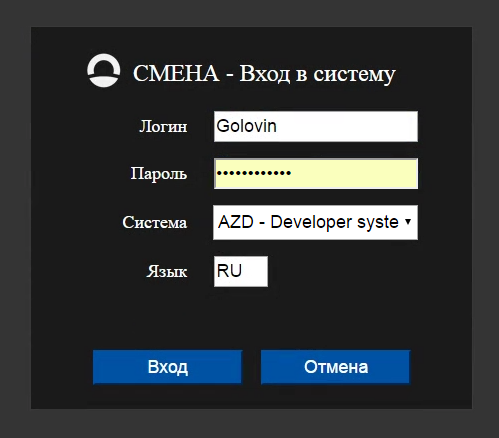 СМЕНА - Вход в систему
Логин Golovin
Пароль ••••••••••••
Система AZD - Developer syste
Язык RU
Вход Отмена